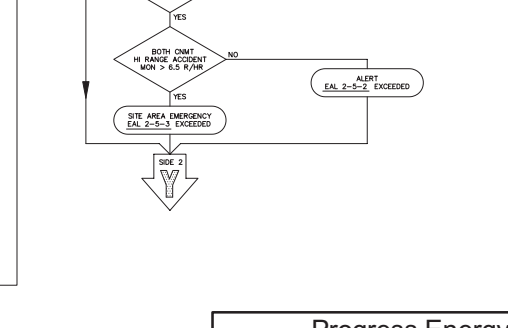 YES
BOTH CNMT
HI RANGE ACCIDENT
MON > 6.5 R/HR
NO
ALERT
EAL 2-5-2 EXCEEDED
YES
SITE AREA EMERGENCY
EAL 2-5-3 EXCEEDED
SIDE 2
Y
Progress Energy